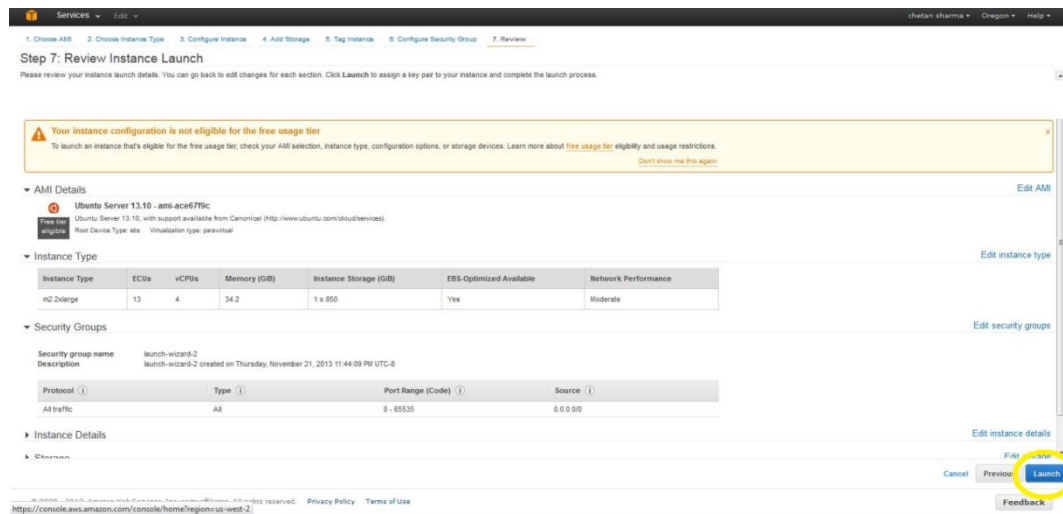 Services Edit chetan sharma Oregon Help
1. Choose AMI 2. Choose Instance Type 3. Configure Instance 4. Add Storage 5. Tag Instance 6. Configure Security Group 7. Review
Step 7: Review Instance Launch
Please review your instance launch details. You can go back to edit changes for each section. Click Launch to assign a key pair to your instance and complete the launch process.
Your instance configuration is not eligible for the free usage tier x
To launch an instance that's eligible for the free usage tier, check your AMI selection, instance type, configuration options, or storage devices. Learn more about free usage tier eligibility and usage restrictions.
Don't show me this again
AMI Details Edit AMI
Ubuntu Server 13.10 - ami-ace67f9c
Free tier eligible
Ubuntu Server 13.10, with support available from Canonical (http://www.ubuntu.com/cloud/services).
Root Device Type: ebs Virtualization type: paravirtual
Instance Type Edit instance type
Instance Type ECUs vCPUs Memory (GiB) Instance Storage (GiB) EBS-Optimized Available Network Performance
m2.2xlarge 13 4 34.2 1 x 850 Yes Moderate
Security Groups Edit security groups
Security group name launch-wizard-2
Description launch-wizard-2 created on Thursday, November 21, 2013 11:44:09 PM UTC-8
Protocol Type Port Range (Code) Source
All traffic All 0 - 65535 0.0.0.0/0
Instance Details Edit instance details
Storage Edit
Cancel Previous Launch
reserved. Privacy Policy Terms of Use
Feedback
https://console.aws.amazon.com/console/home?region=us-west-2